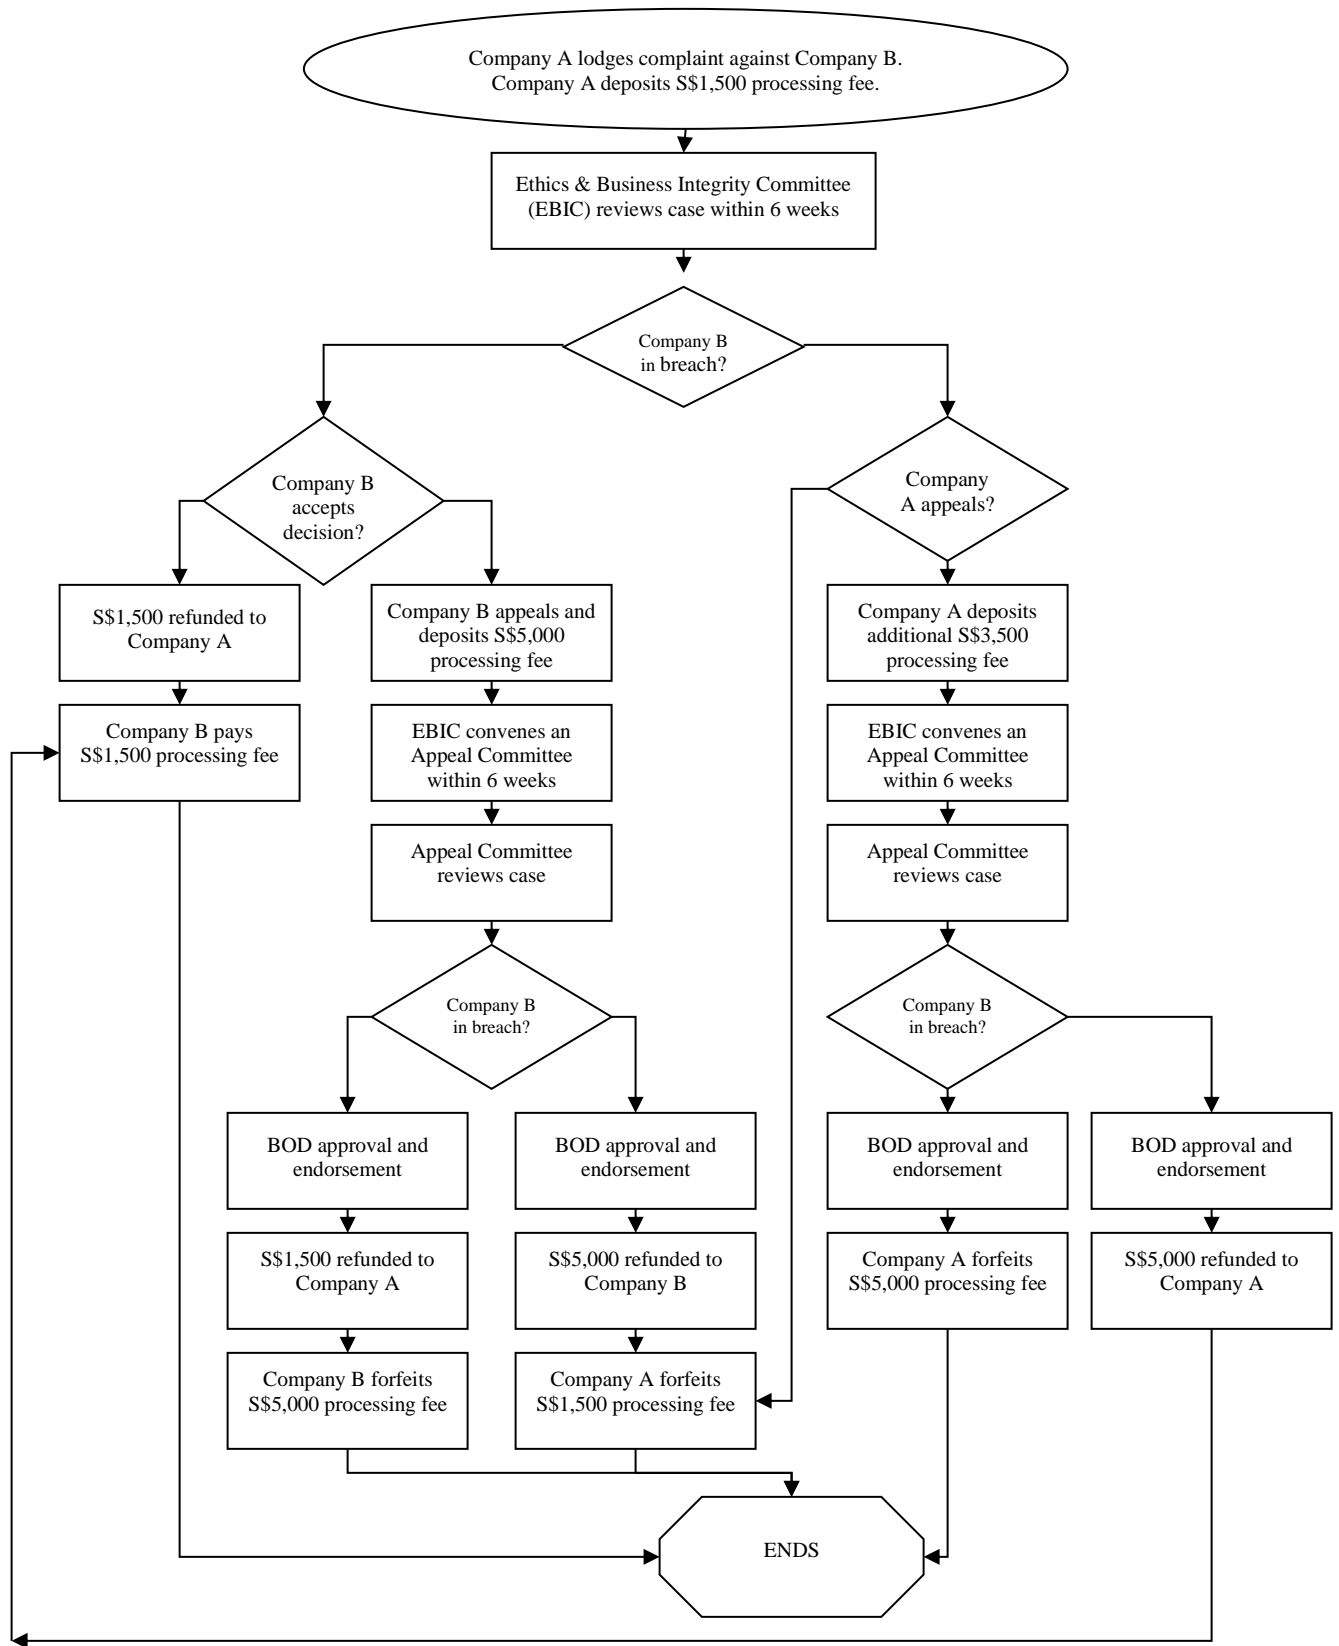 Company A lodges complaint against Company B.
Company A deposits S$1,500 processing fee.
Ethics & Business Integrity Committee
(EBIC) reviews case within 6 weeks
Company B
in breach?
Company B
accepts
decision?
Company
A appeals?
S$1,500 refunded to
Company A
Company B appeals and
deposits S$5,000
processing fee
Company A deposits
additional S$3,500
processing fee
Company B pays
S$1,500 processing fee
EBIC convenes an
Appeal Committee
within 6 weeks
EBIC convenes an
Appeal Committee
within 6 weeks
Appeal Committee
reviews case
Appeal Committee
reviews case
Company B
in breach?
Company B
in breach?
BOD approval and
endorsement
BOD approval and
endorsement
BOD approval and
endorsement
BOD approval and
endorsement
S$1,500 refunded to
Company A
S$5,000 refunded to
Company B
Company A forfeits
S$5,000 processing fee
S$5,000 refunded to
Company A
Company B forfeits
S$5,000 processing fee
Company A forfeits
S$1,500 processing fee
ENDS